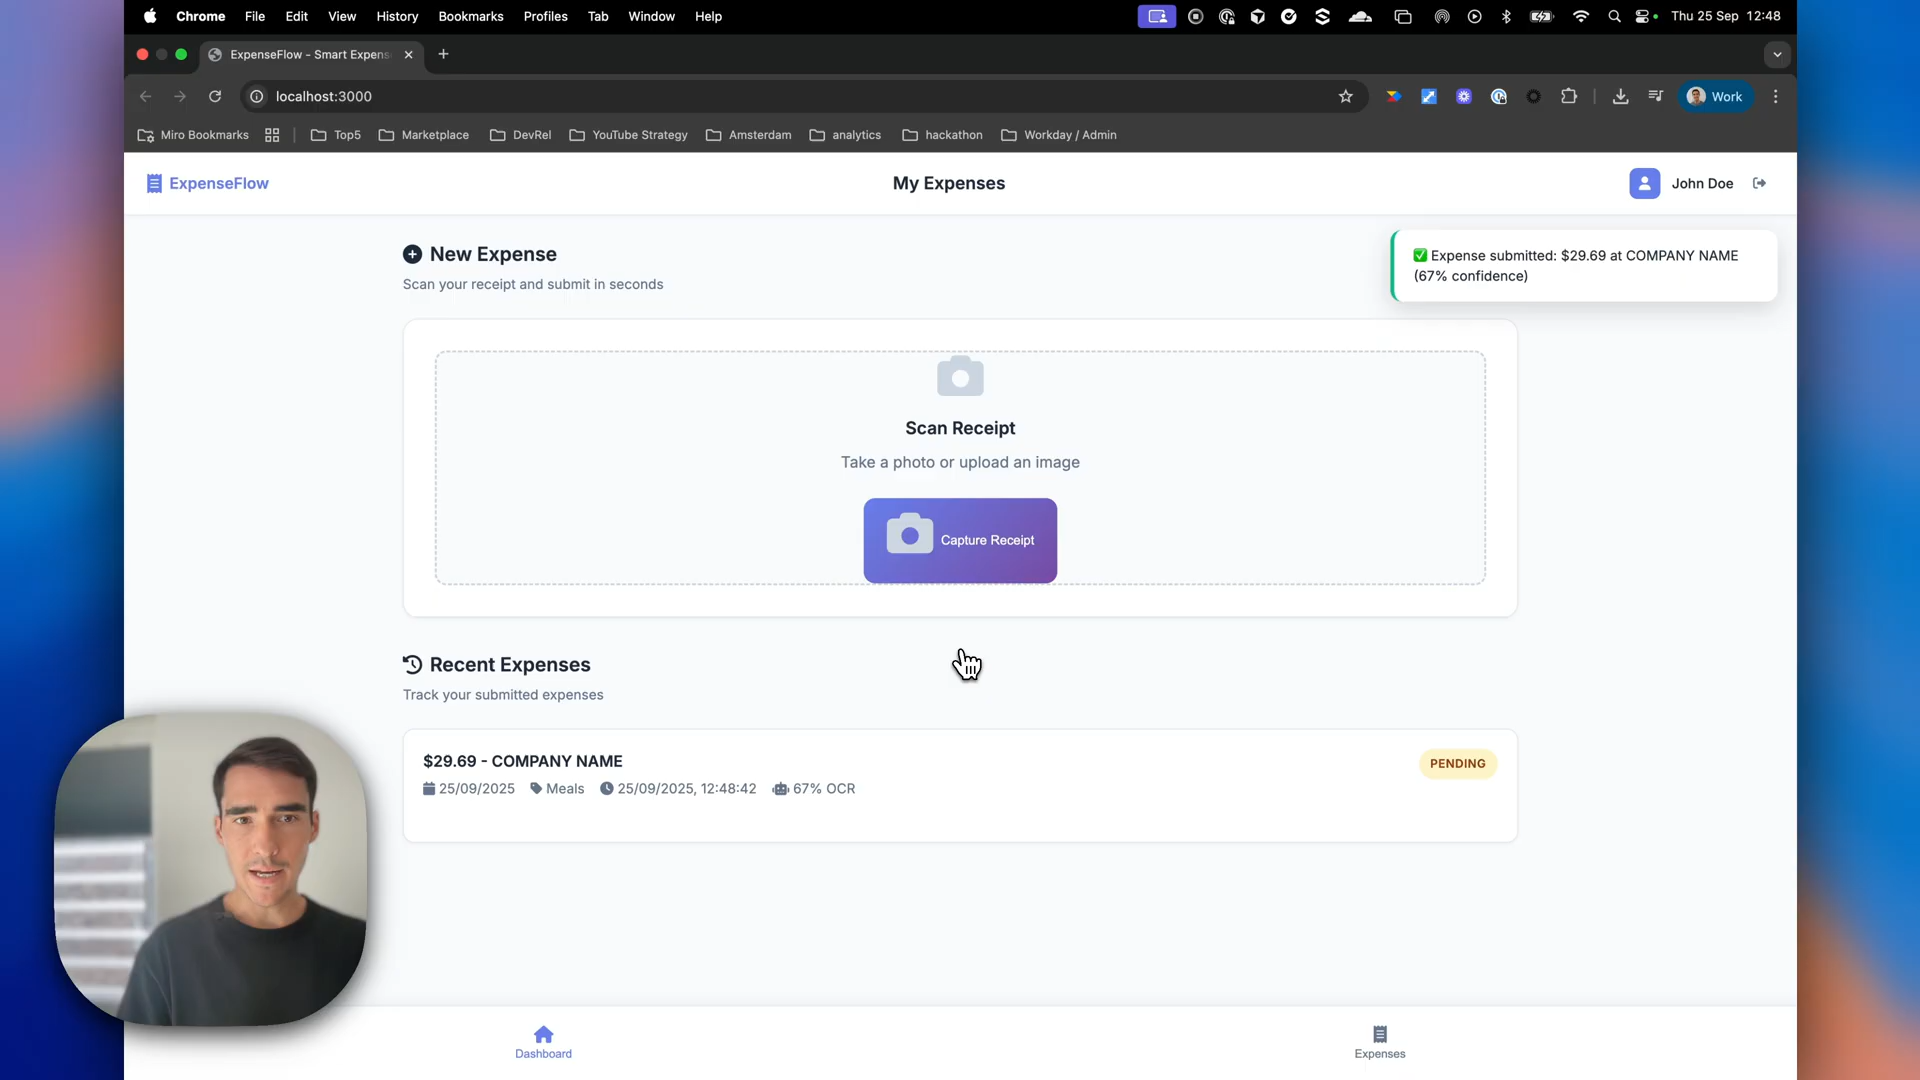 Chrome File Edit View History Bookmarks Profiles Tab Window Help Thu 25 Sep 12:48
ExpenseFlow - Smart Expens
localhost:3000 Work
Miro Bookmarks Top5 Marketplace DevRel YouTube Strategy Amsterdam analytics hackathon Workday / Admin
ExpenseFlow My Expenses John Doe
New Expense
Scan your receipt and submit in seconds
✅ Expense submitted: $29.69 at COMPANY NAME
(67% confidence)
Scan Receipt
Take a photo or upload an image
Capture Receipt
Recent Expenses
Track your submitted expenses
$29.69 - COMPANY NAME PENDING
25/09/2025 Meals 25/09/2025, 12:48:42 67% OCR
Dashboard Expenses